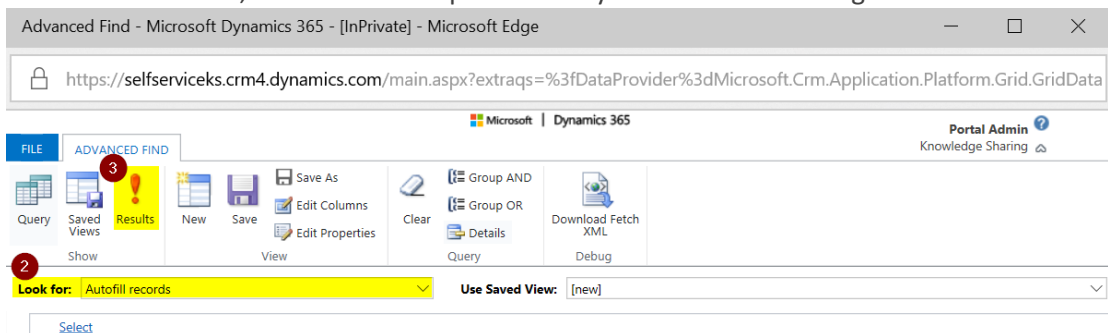 Advanced Find - Microsoft Dynamics 365 - [InPrivate] - Microsoft Edge
https://selfserviceks.crm4.dynamics.com/main.aspx?extraqs=%3fDataProvider%3dMicrosoft.Crm.Application.Platform.Grid.GridData
Microsoft | Dynamics 365
Portal Admin
Knowledge Sharing
FILE
ADVANCED FIND
3
Query
Saved Views
Results
New
Save
Save As
Edit Columns
Edit Properties
Clear
[(≡ Group AND
[(≡ Group OR
Details
Download Fetch XML
Show
View
Query
Debug
2
Look for: Autofill records
Use Saved View: [new]
Select